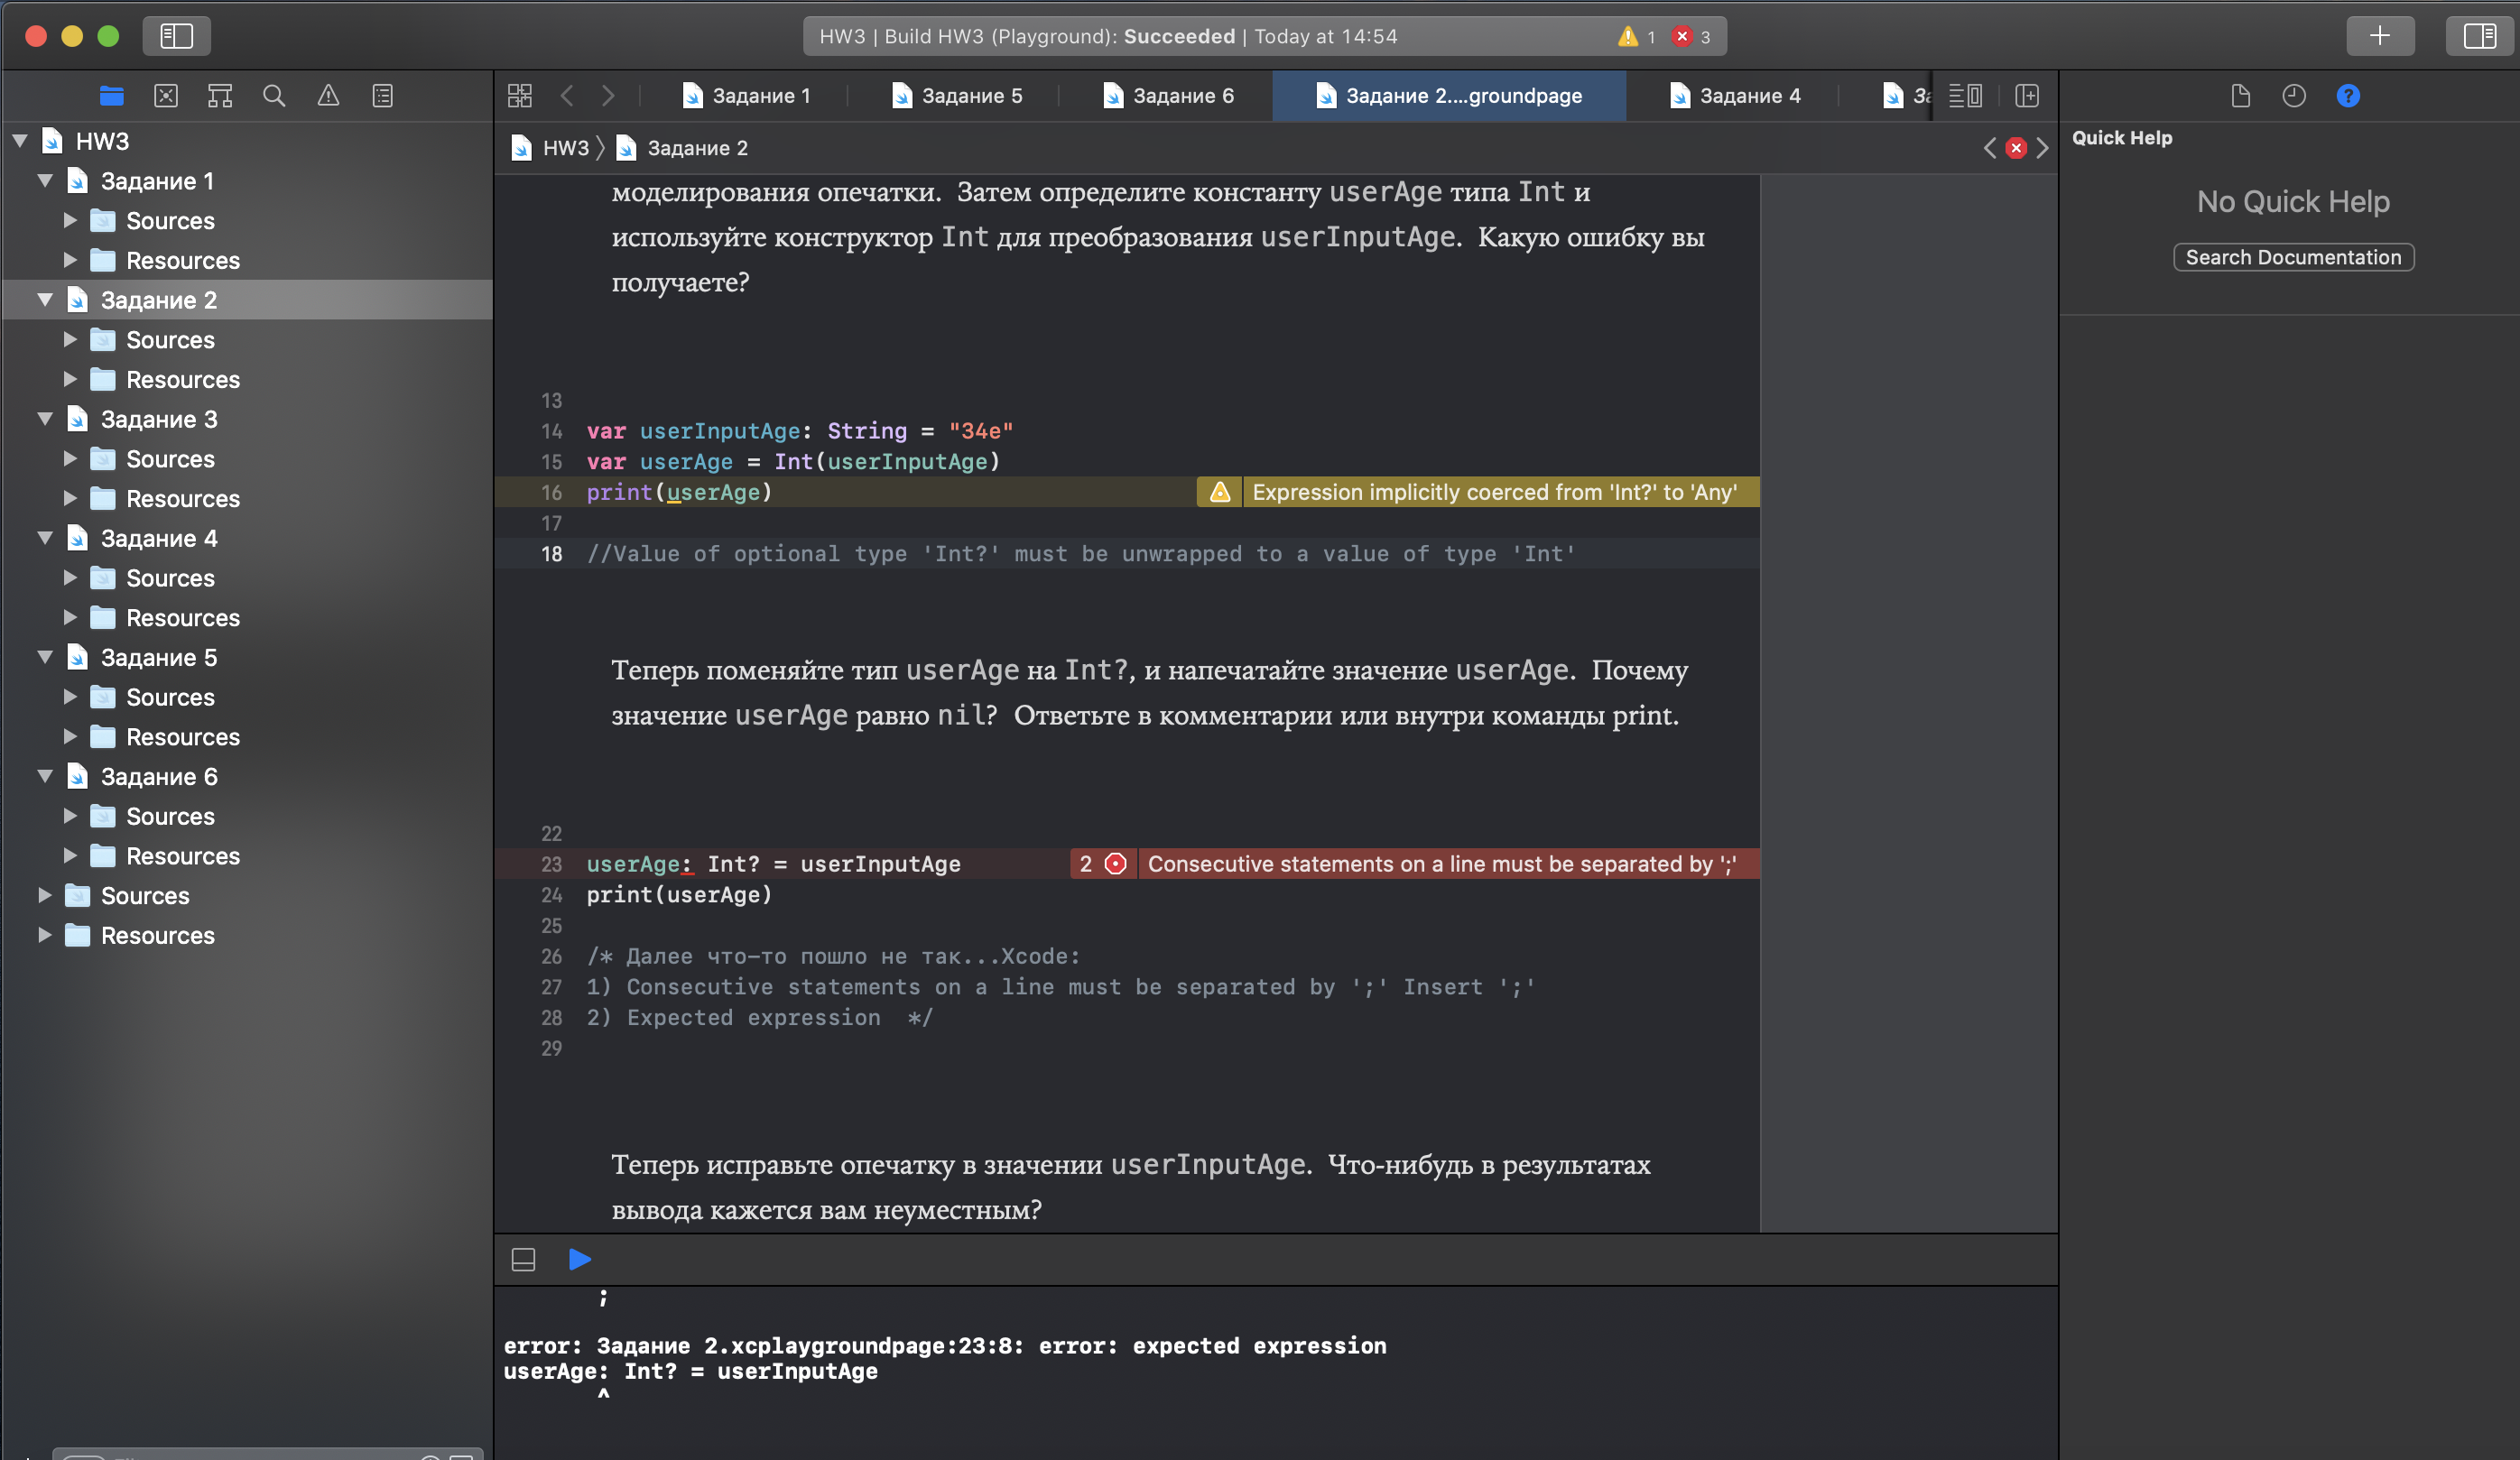 HW3 | Build HW3 (Playground): Succeeded | Today at 14:54
1
3
Задание 1
Задание 5
Задание 6
Задание 2....groundpage
Задание 4
HW3
Задание 2
HW3
Задание 1
Sources
Resources
Задание 2
Sources
Resources
Задание 3
Sources
Resources
Задание 4
Sources
Resources
Задание 5
Sources
Resources
Задание 6
Sources
Resources
Sources
Resources
моделирования опечатки. Затем определите константу userAge типа Int и
используйте конструктор Int для преобразования userInputAge. Какую ошибку вы
получаете?
13
14 var userInputAge: String = "34e"
15 var userAge = Int(userInputAge)
16 print(userAge) Expression implicitly coerced from 'Int?' to 'Any'
17
18 //Value of optional type 'Int?' must be unwrapped to a value of type 'Int'
Теперь поменяйте тип userAge на Int?, и напечатайте значение userAge. Почему
значение userAge равно nil? Ответьте в комментарии или внутри команды print.
22
23 userAge: Int? = userInputAge 2 Consecutive statements on a line must be separated by ';'
24 print(userAge)
25
26 /* Далее что-то пошло не так...Xcode:
27 1) Consecutive statements on a line must be separated by ';' Insert ';'
28 2) Expected expression */
29
Теперь исправьте опечатку в значении userInputAge. Что-нибудь в результатах
вывода кажется вам неуместным?
;
error: Задание 2.xcplaygroundpage:23:8: error: expected expression
userAge: Int? = userInputAge
^
Quick Help
No Quick Help
Search Documentation